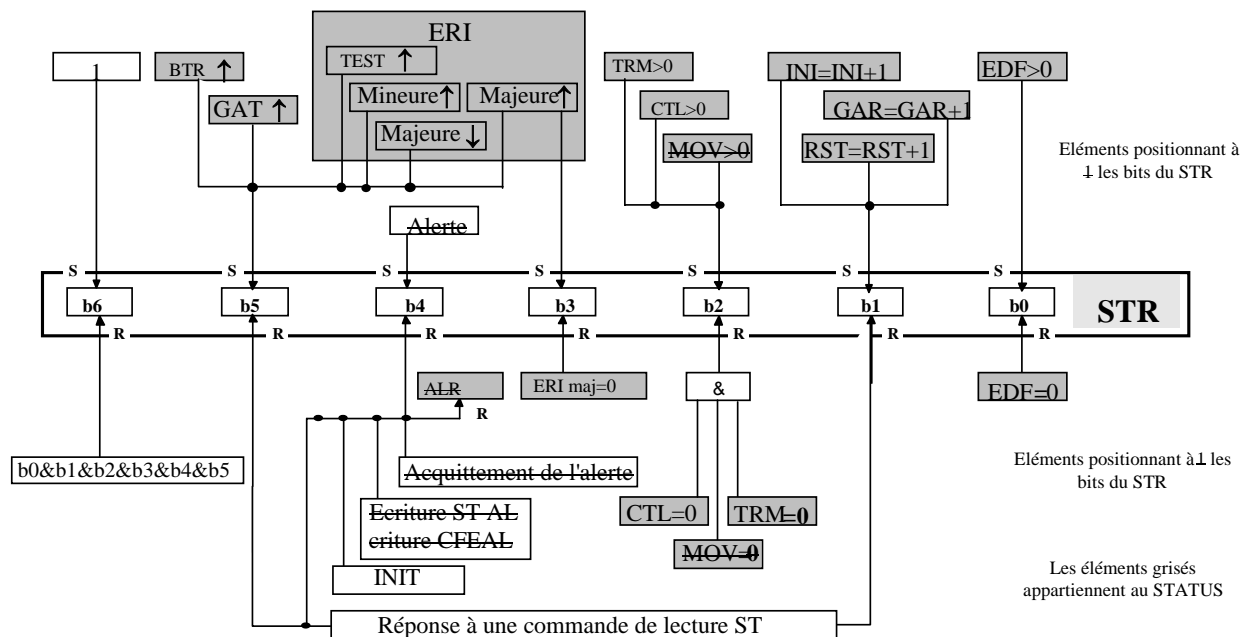 ERI
1
BTR ↑
TEST ↑
TRM>0
INI=INI+1
EDF>0
GAT ↑
Mineure ↑
Majeure ↑
CTL>0
GAR=GAR+1
Majeure ↓
MOV>0
RST=RST+1
Eléments positionnant à
1 les bits du STR
Alerte
S S S S S S S
b6 b5 b4 b3 b2 b1 b0
STR
R R R R R R R
ALR
R
ERI maj=0
&
EDF=0
b0&b1&b2&b3&b4&b5
Acquittement de l'alerte
Eléments positionnant à 1 les
bits du STR
Ecriture ST-AL
criture CFEAL
CTL=0
TRM=0
MOV=0
INIT
Les éléments grisés
appartiennent au STATUS
Réponse à une commande de lecture ST